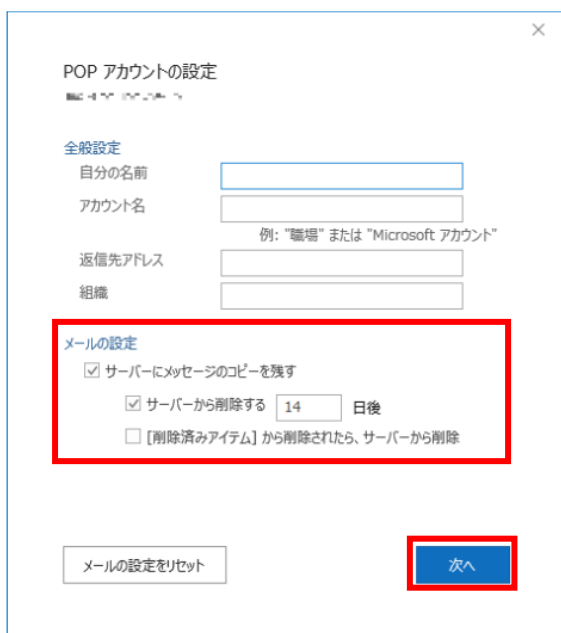 POP アカウントの設定
全般設定
自分の名前
アカウント名
例: "職場" または "Microsoft アカウント"
返信先アドレス
組織
メールの設定
サーバーにメッセージのコピーを残す
サーバーから削除する 14 日後
[削除済みアイテム] から削除されたら、サーバーから削除
メールの設定をリセット 次へ